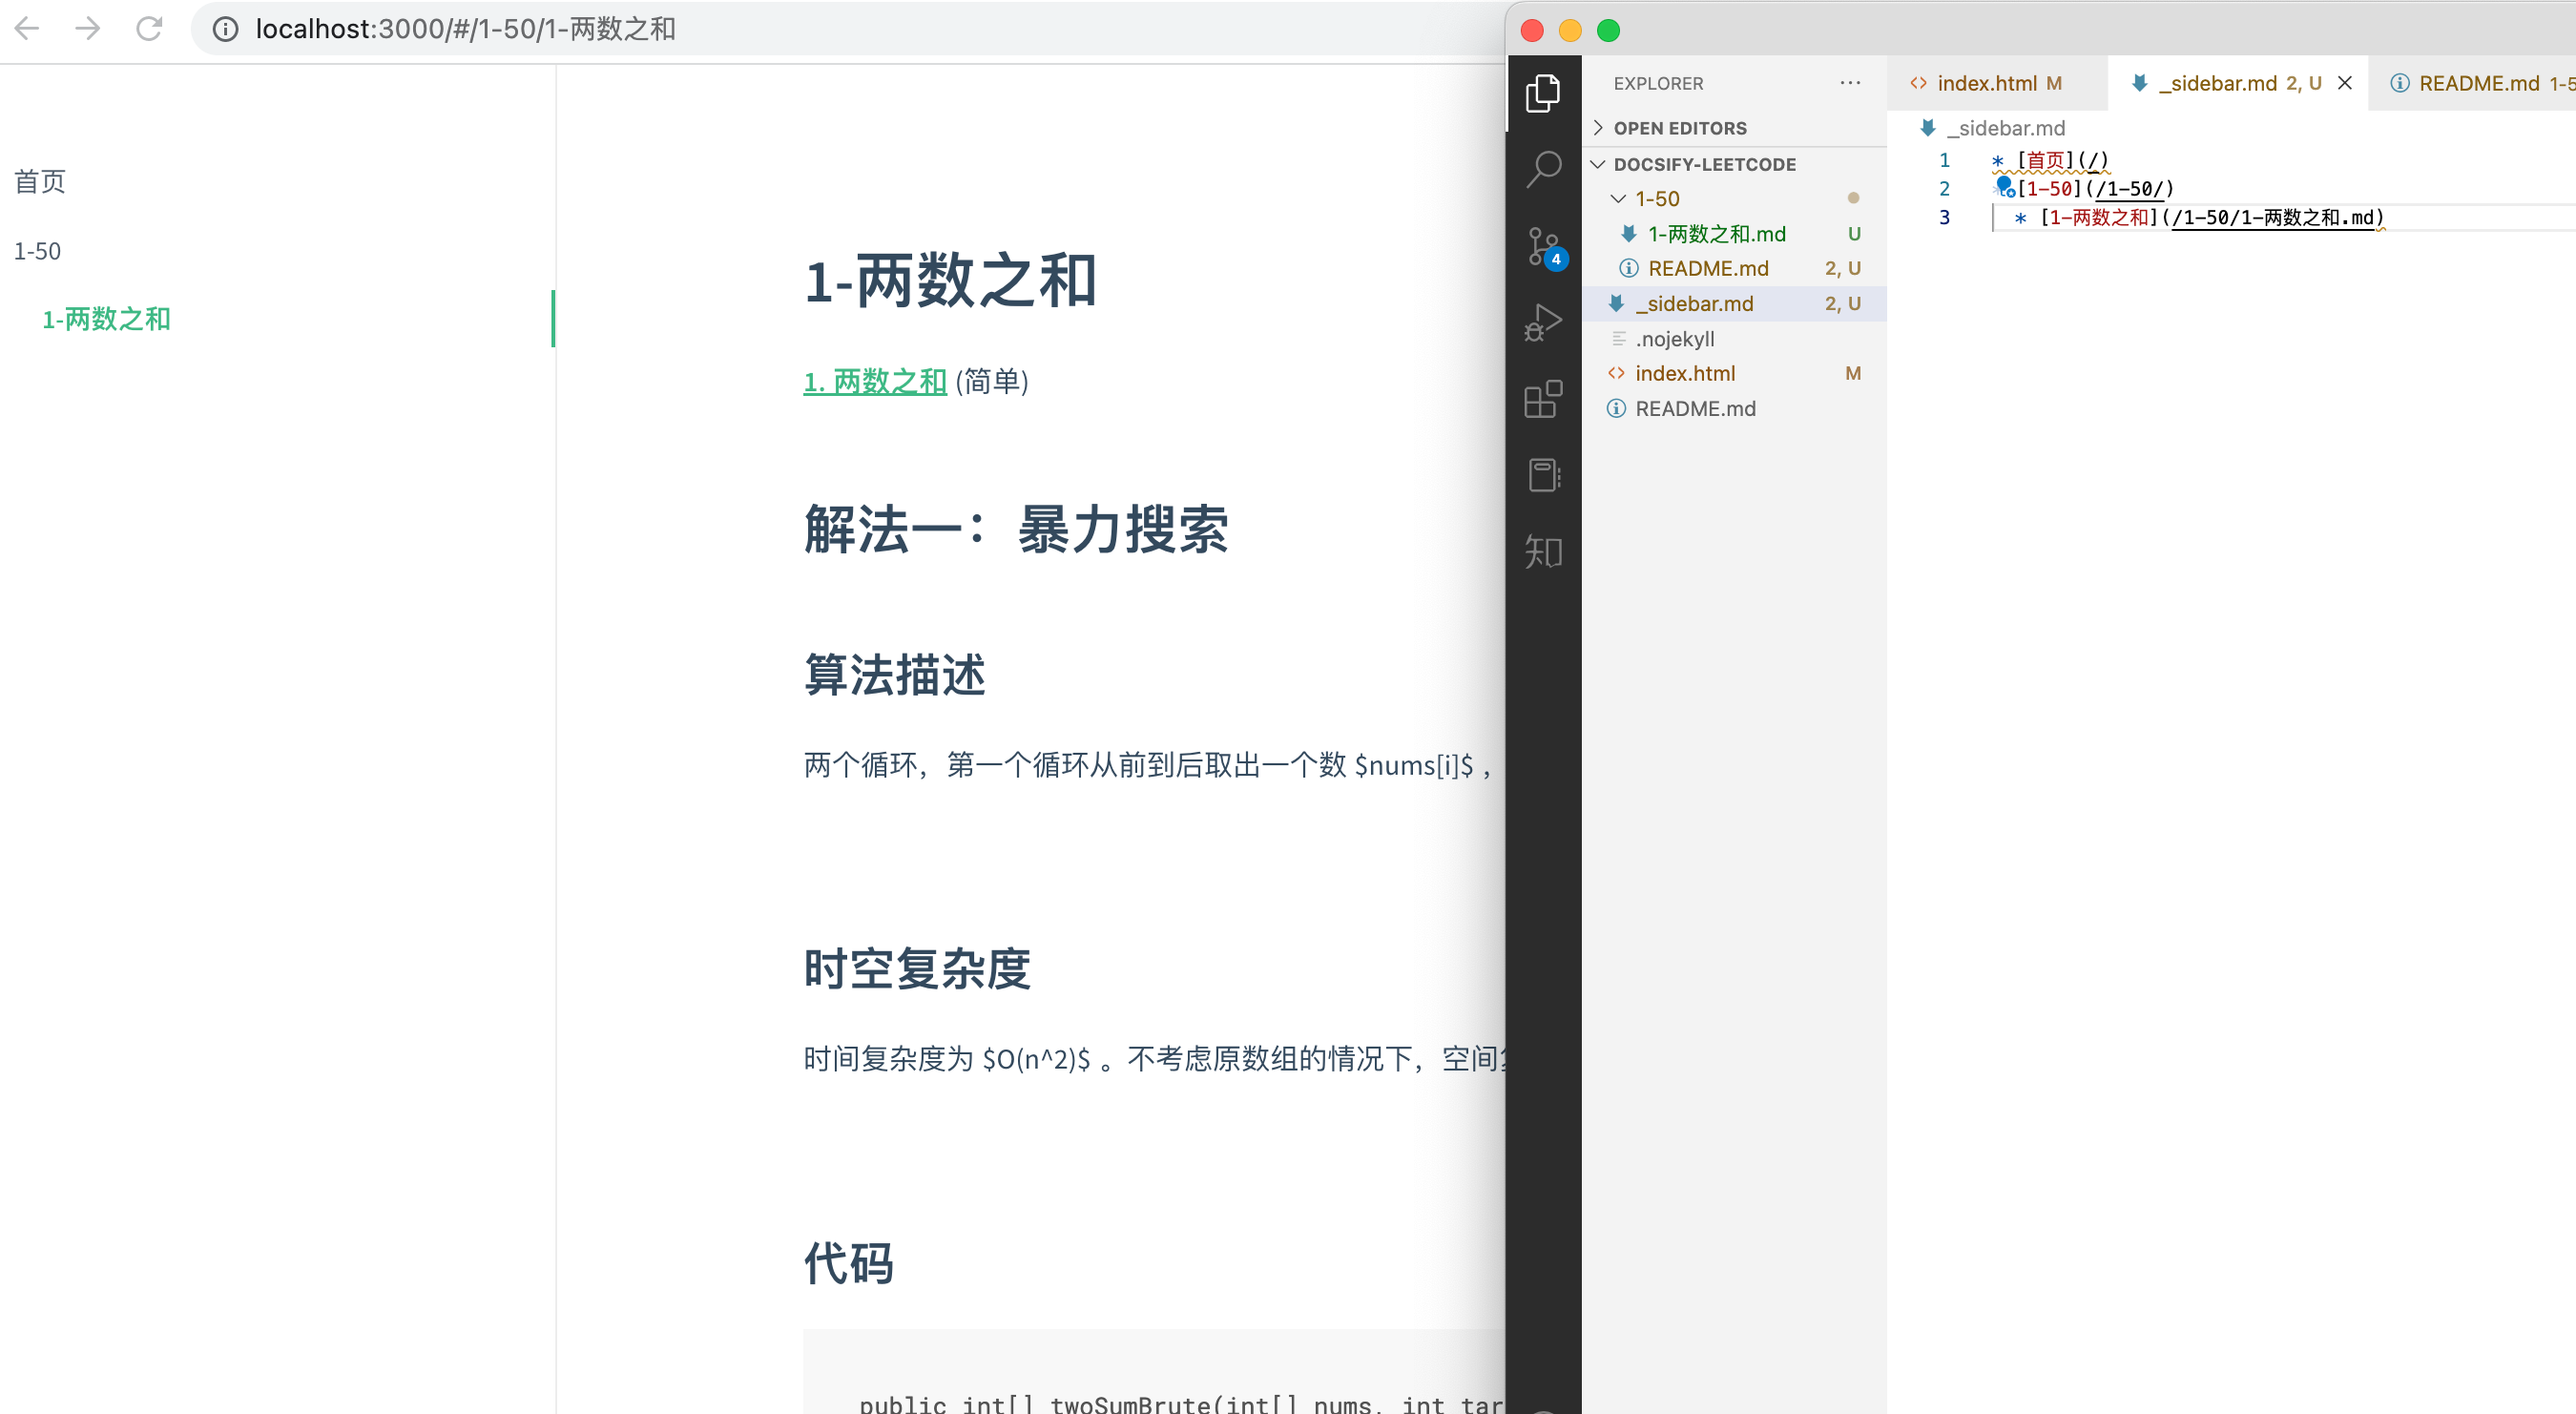 localhost:3000/#/1-50/1-两数之和
首页
1-50
1-两数之和
1-两数之和
1. 两数之和 (简单)
解法一：暴力搜索
算法描述
两个循环，第一个循环从前到后取出一个数 $nums[i]$ ，
时空复杂度
时间复杂度为 $O(n^2)$ 。不考虑原数组的情况下，空间
代码
public int[] twoSumBrute(int[] nums, int tar
4
知
EXPLORER ···
OPEN EDITORS
DOCSIFY-LEETCODE
1-50
1-两数之和.md U
README.md 2, U
_sidebar.md 2, U
.nojekyll
index.html M
README.md
index.html M
_sidebar.md 2, U
README.md 1-5
_sidebar.md
1 * [首页](/)
2 [1-50](/1-50/)
3 * [1-两数之和](/1-50/1-两数之和.md)